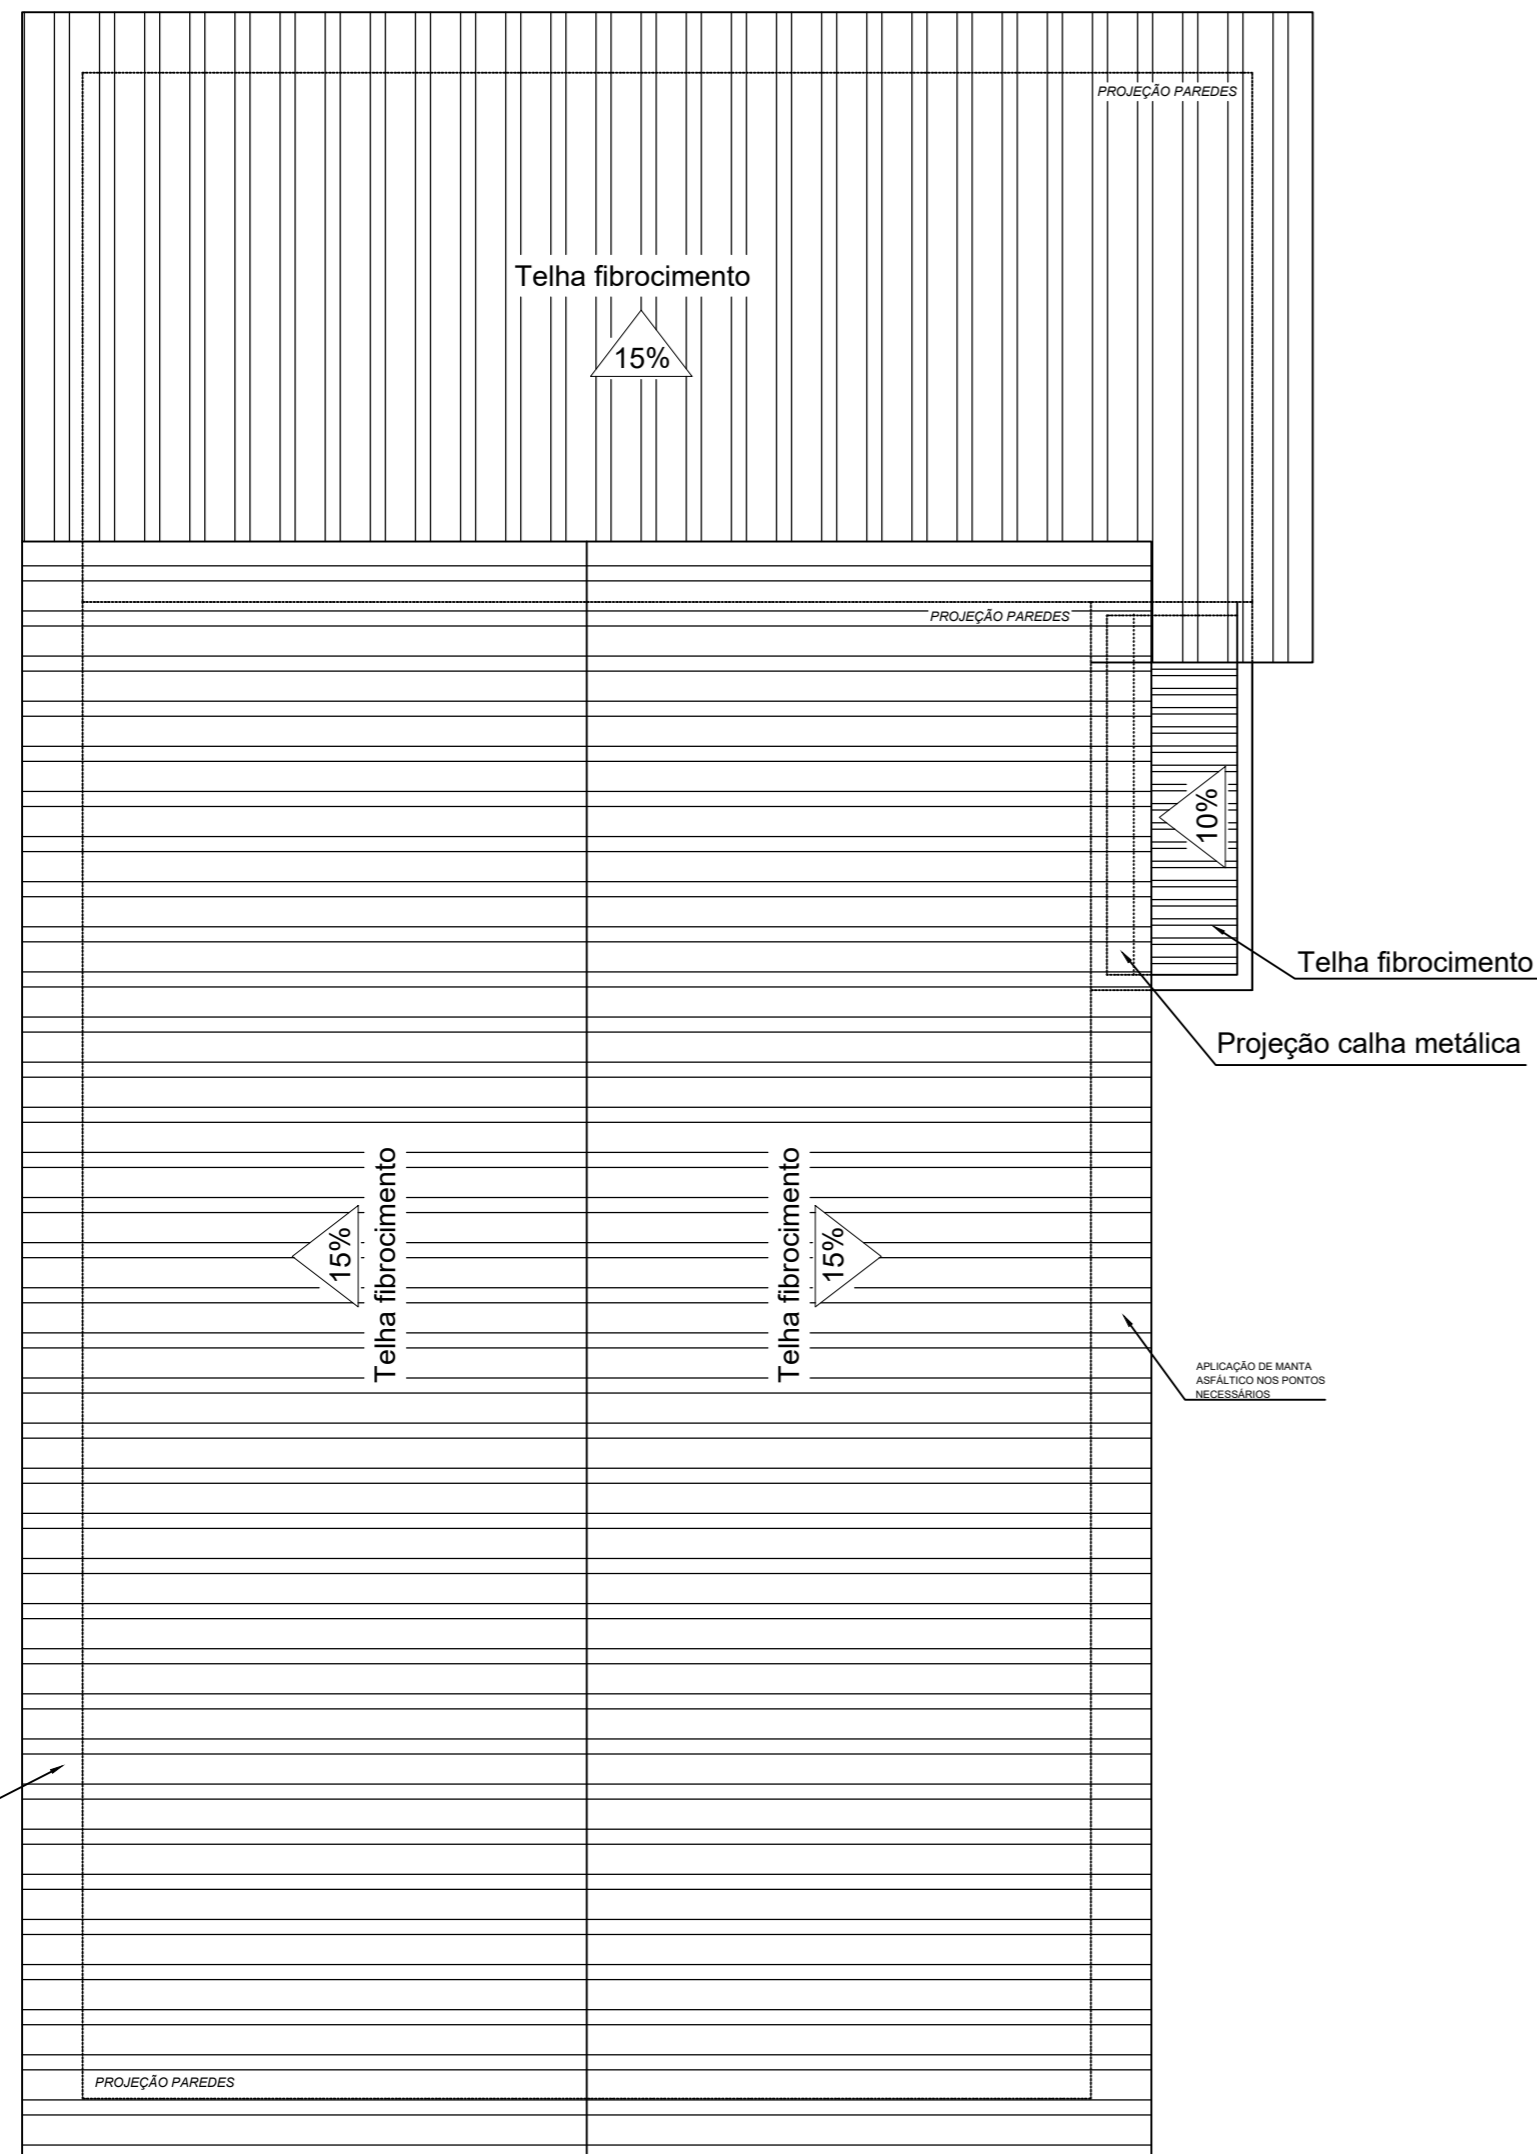 PROJEÇÃO PAREDES
Telha fibrocimento
15%
PROJEÇÃO PAREDES
10%
Telha fibrocimento
Projeção calha metálica
15%
Telha fibrocimento
Telha fibrocimento
15%
APLICAÇÃO DE MANTA
ASFÁLTICO NOS PONTOS
NECESSÁRIOS
PROJEÇÃO PAREDES